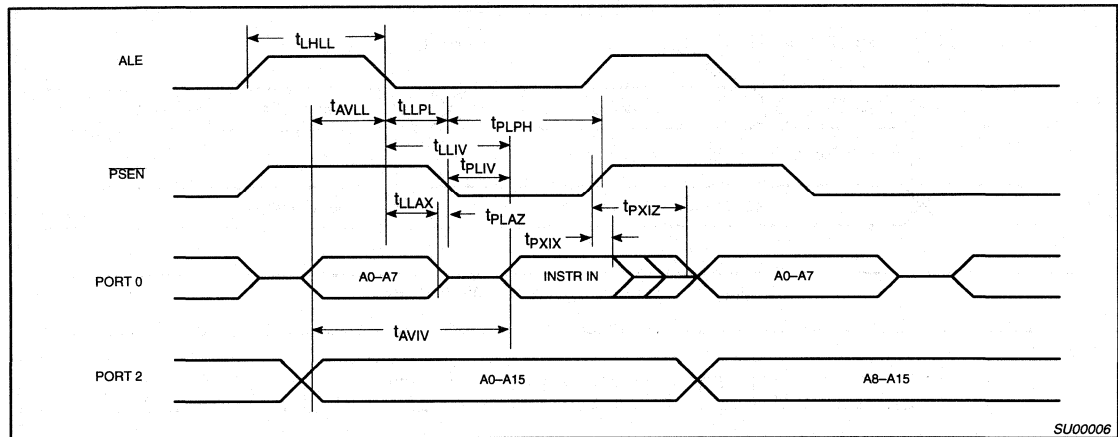 tLHLL
ALE
tAVLL tLLPL tPLPH
tLLIV
PSEN tPLIV
tLLAX tPLAZ tPXIZ
tPXIX
PORT 0 A0–A7 INSTR IN A0–A7
tAVIV
PORT 2 A0–A15 A8–A15
SU00006